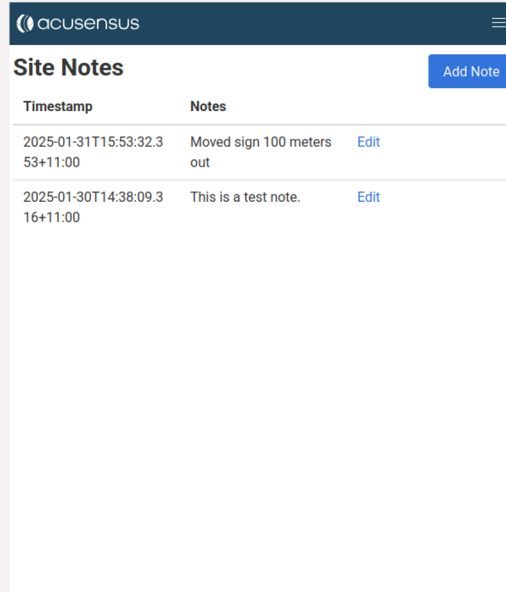 acusensus
Site Notes
Add Note
Timestamp Notes
2025-01-31T15:53:32.3 Moved sign 100 meters Edit
53+11:00 out
2025-01-30T14:38:09.3 This is a test note. Edit
16+11:00